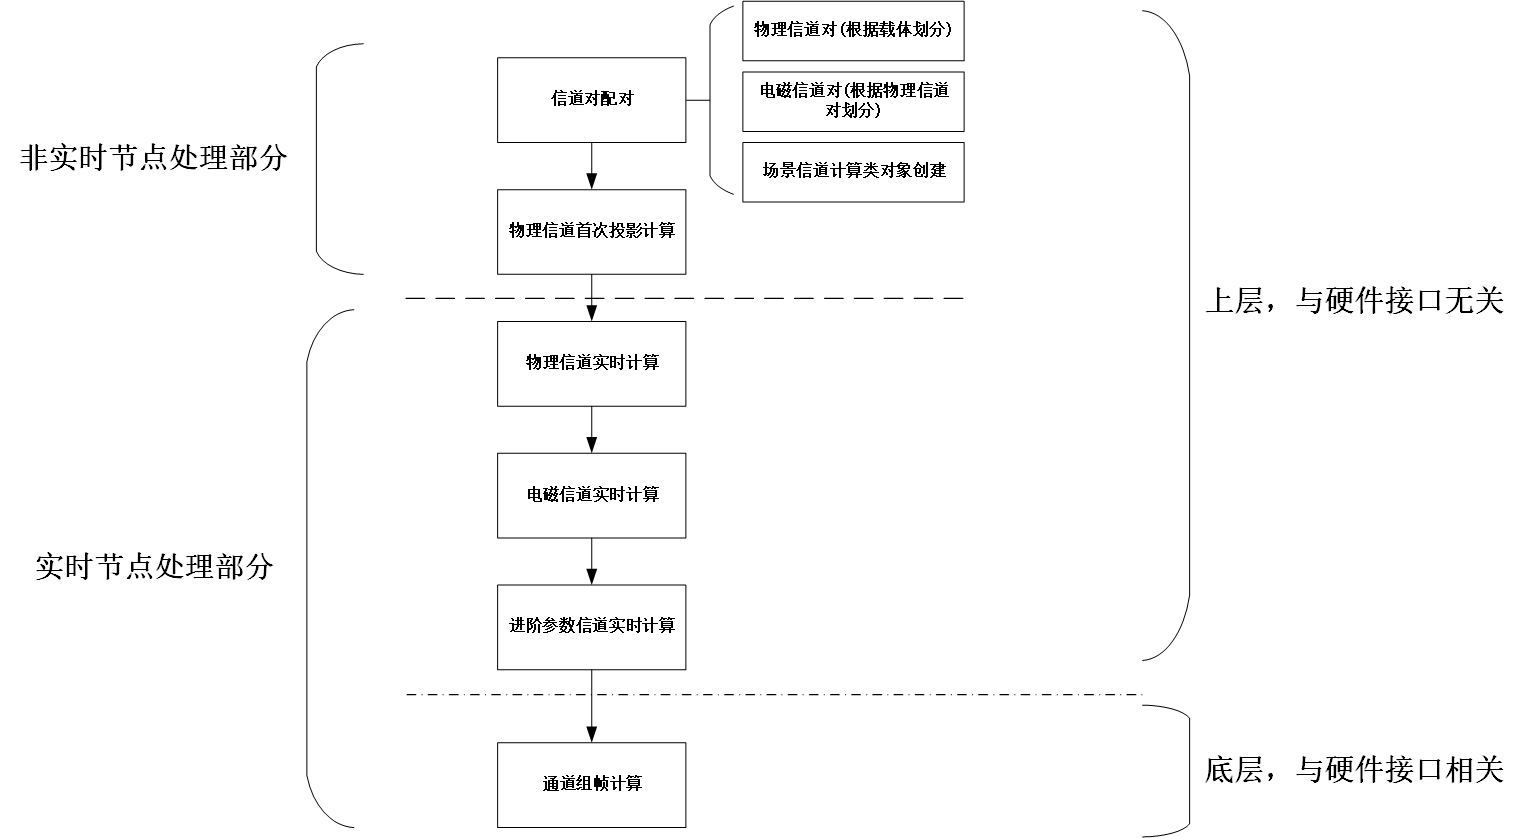 物理信道对(根据载体划分)
信道对配对
电磁信道对(根据物理信道
对划分)
场景信道计算类对象创建
非实时节点处理部分
物理信道首次投影计算
上层，与硬件接口无关
物理信道实时计算
电磁信道实时计算
实时节点处理部分
进阶参数信道实时计算
通道组帧计算
底层，与硬件接口相关